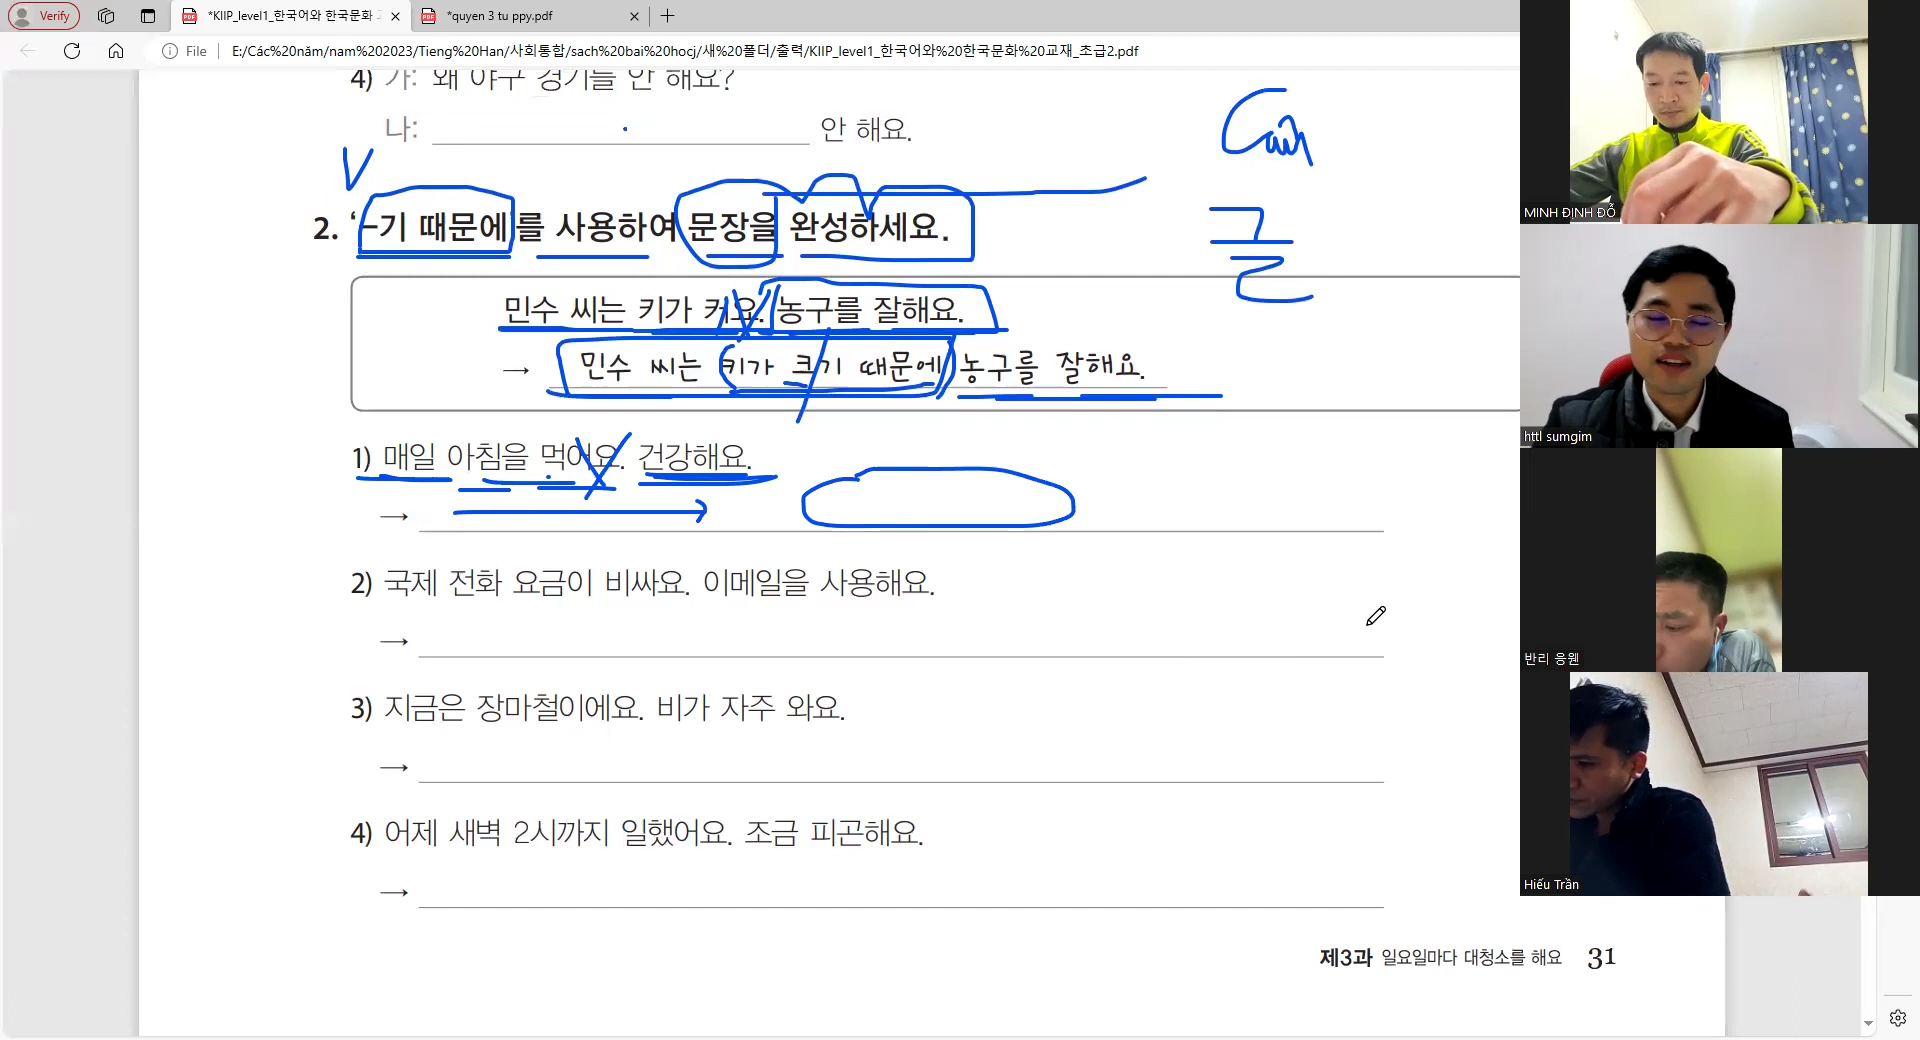 Verify
*KIIP_level1_한국어와 한국문화
*quyen 3 tu ppy.pdf
File
E:/Các%20năm/nam%202023/Tieng%20Han/사회통합/sach%20bai%20hocj/새%20폴더/출력/KIIP_level1_한국어와%20한국문화%20교재_초급2.pdf
4) 가: 왜 야구 경기를 안 해요?
나: 안 해요.
2. '-기 때문에'를 사용하여 문장을 완성하세요.
민수 씨는 키가 커요. 농구를 잘해요.
→ 민수 씨는 키가 크기 때문에 농구를 잘해요.
1) 매일 아침을 먹어요. 건강해요.
→
2) 국제 전화 요금이 비싸요. 이메일을 사용해요.
→
3) 지금은 장마철이에요. 비가 자주 와요.
→
4) 어제 새벽 2시까지 일했어요. 조금 피곤해요.
→
제3과 일요일마다 대청소를 해요 31
MINH ĐỊNH ĐỖ
httl sumgim
반리 응웬
Hiếu Trần